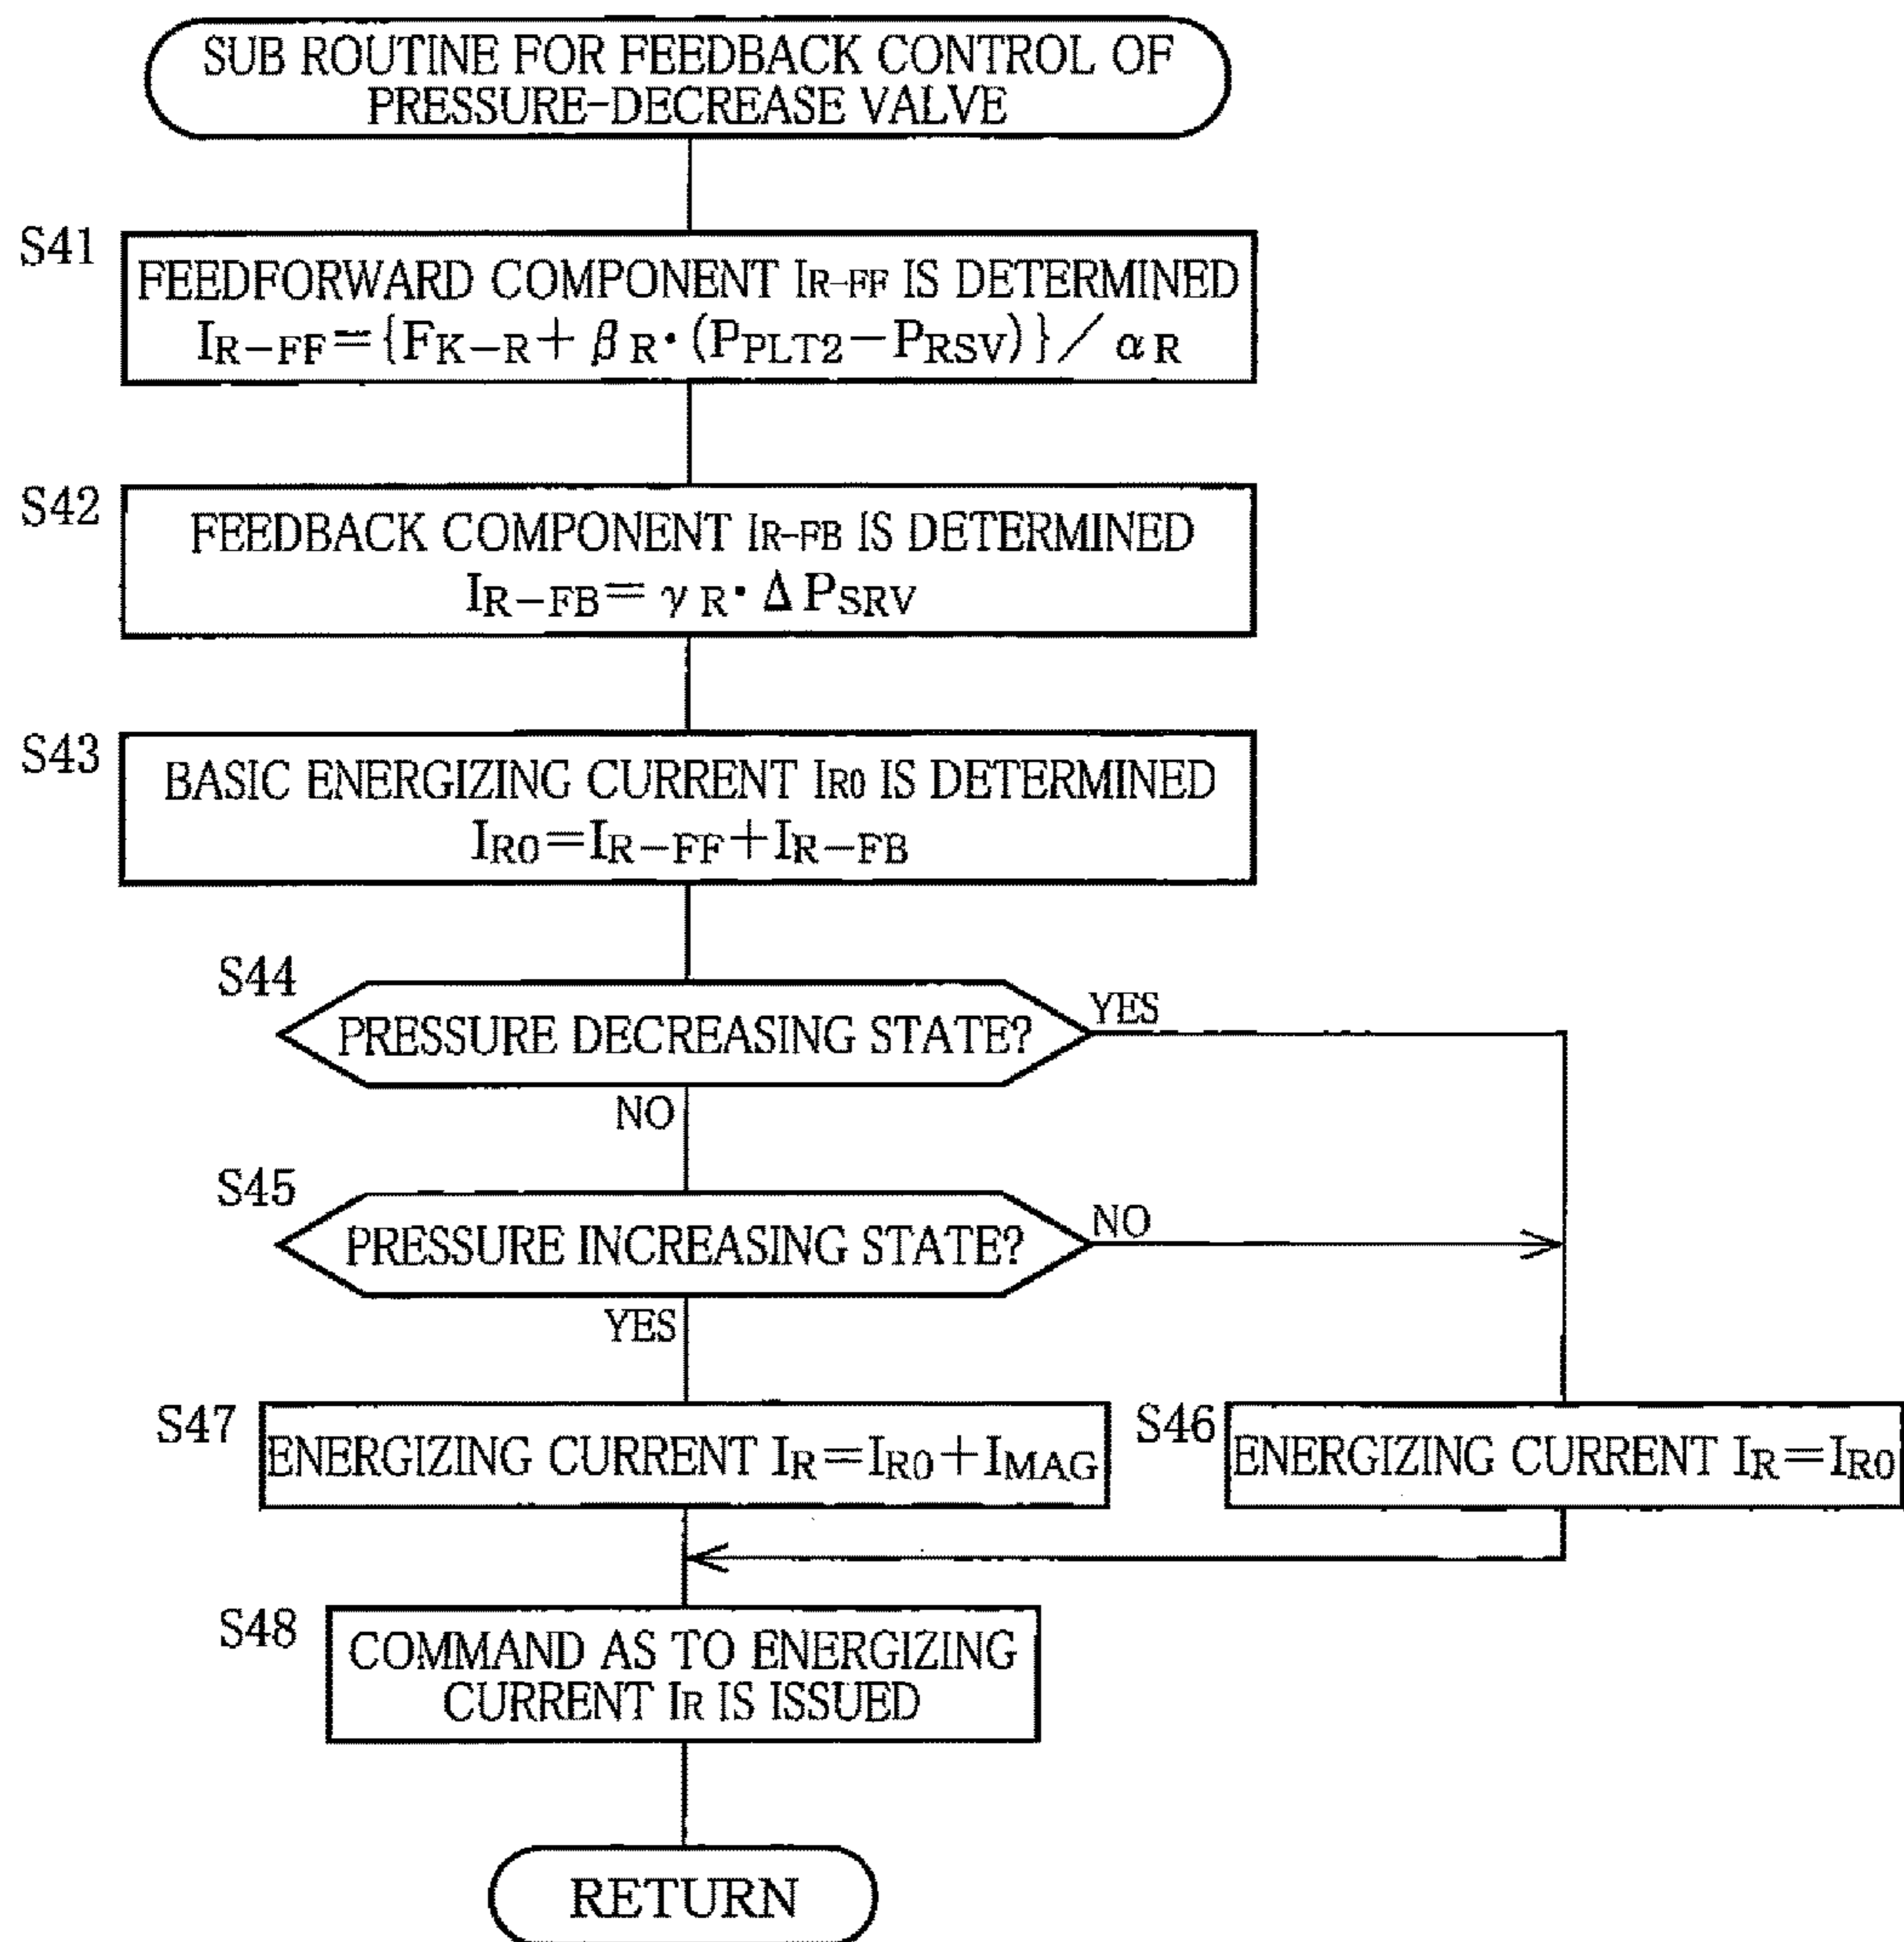 SUB ROUTINE FOR FEEDBACK CONTROL OF
PRESSURE-DECREASE VALVE
S41
FEEDFORWARD COMPONENT IR-FF IS DETERMINED
IR-FF={FK-R+βR·(PPLT2-PRSV)}/αR
S42
FEEDBACK COMPONENT IR-FB IS DETERMINED
IR-FB=γR·ΔPSRV
S43
BASIC ENERGIZING CURRENT IR0 IS DETERMINED
IR0=IR-FF+IR-FB
S44
PRESSURE DECREASING STATE?
YES
NO
S45
PRESSURE INCREASING STATE?
NO
YES
S47
ENERGIZING CURRENT IR=IR0+IMAG
S46
ENERGIZING CURRENT IR=IR0
S48
COMMAND AS TO ENERGIZING
CURRENT IR IS ISSUED
RETURN